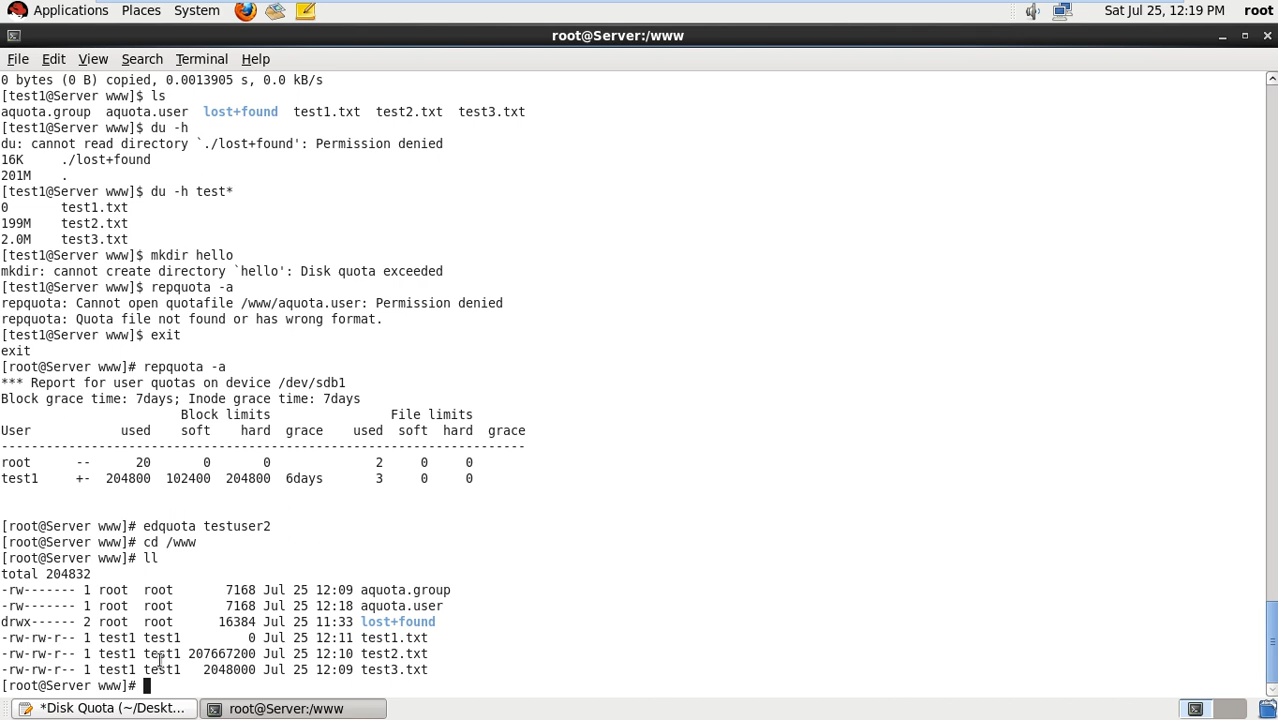 Applications Places System Sat Jul 25, 12:19 PM root
root@Server:/www
File Edit View Search Terminal Help
0 bytes (0 B) copied, 0.0013905 s, 0.0 kB/s
[test1@Server www]$ ls
aquota.group aquota.user lost+found test1.txt test2.txt test3.txt
[test1@Server www]$ du -h
du: cannot read directory `./lost+found': Permission denied
16K ./lost+found
201M .
[test1@Server www]$ du -h test*
0 test1.txt
199M test2.txt
2.0M test3.txt
[test1@Server www]$ mkdir hello
mkdir: cannot create directory `hello': Disk quota exceeded
[test1@Server www]$ repquota -a
repquota: Cannot open quotafile /www/aquota.user: Permission denied
repquota: Quota file not found or has wrong format.
[test1@Server www]$ exit
exit
[root@Server www]# repquota -a
*** Report for user quotas on device /dev/sdb1
Block grace time: 7days; Inode grace time: 7days
Block limits File limits
User used soft hard grace used soft hard grace
----------------------------------------------------------------------
root -- 20 0 0 2 0 0
test1 +- 204800 102400 204800 6days 3 0 0
[root@Server www]# edquota testuser2
[root@Server www]# cd /www
[root@Server www]# ll
total 204832
-rw------- 1 root root 7168 Jul 25 12:09 aquota.group
-rw------- 1 root root 7168 Jul 25 12:18 aquota.user
drwx------ 2 root root 16384 Jul 25 11:33 lost+found
-rw-rw-r-- 1 test1 test1 0 Jul 25 12:11 test1.txt
-rw-rw-r-- 1 test1 test1 207667200 Jul 25 12:10 test2.txt
-rw-rw-r-- 1 test1 test1 2048000 Jul 25 12:09 test3.txt
[root@Server www]#
*Disk Quota (~/Deskt... root@Server:/www